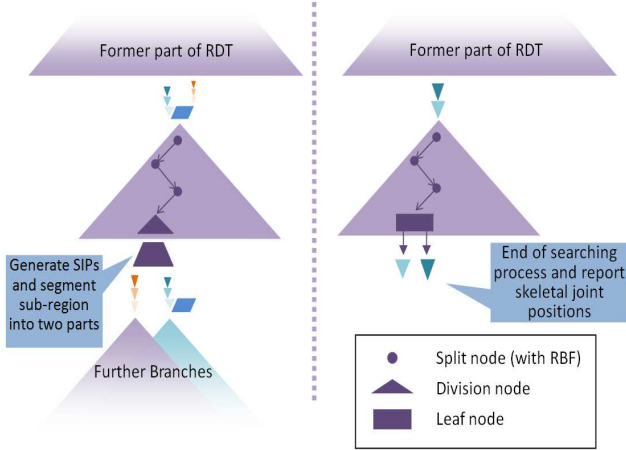 Former part of RDT
Generate SIPs
and segment
sub-region
into two parts
Further Branches
Former part of RDT
End of searching
process and report
skeletal joint
positions
Split node (with RBF)
Division node
Leaf node